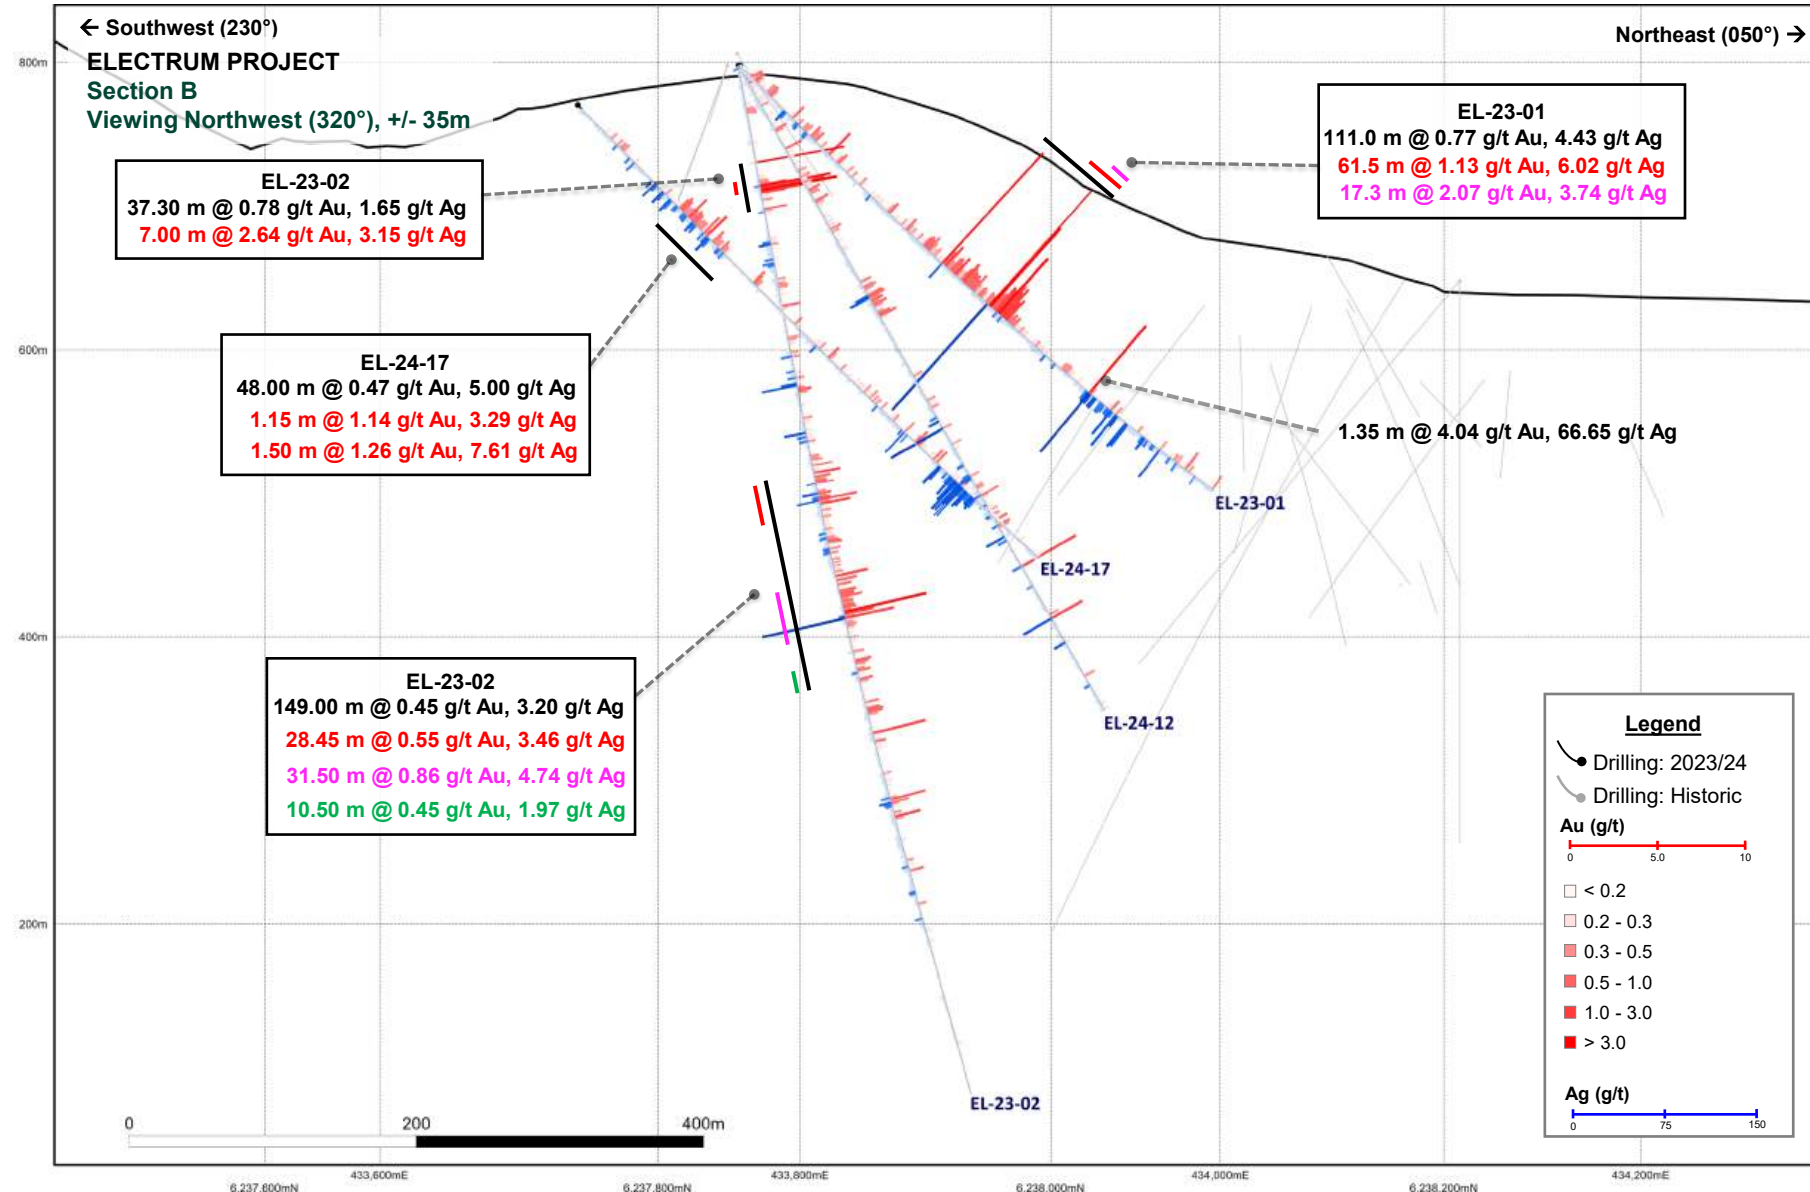 ← Southwest (230°)
Northeast (050°) →
ELECTRUM PROJECT
Section B
Viewing Northwest (320°), +/- 35m
800m
600m
400m
200m
EL-23-01
111.0 m @ 0.77 g/t Au, 4.43 g/t Ag
61.5 m @ 1.13 g/t Au, 6.02 g/t Ag
17.3 m @ 2.07 g/t Au, 3.74 g/t Ag
EL-23-02
37.30 m @ 0.78 g/t Au, 1.65 g/t Ag
7.00 m @ 2.64 g/t Au, 3.15 g/t Ag
EL-24-17
48.00 m @ 0.47 g/t Au, 5.00 g/t Ag
1.15 m @ 1.14 g/t Au, 3.29 g/t Ag
1.50 m @ 1.26 g/t Au, 7.61 g/t Ag
1.35 m @ 4.04 g/t Au, 66.65 g/t Ag
EL-23-01
EL-24-17
EL-24-12
EL-23-02
149.00 m @ 0.45 g/t Au, 3.20 g/t Ag
28.45 m @ 0.55 g/t Au, 3.46 g/t Ag
31.50 m @ 0.86 g/t Au, 4.74 g/t Ag
10.50 m @ 0.45 g/t Au, 1.97 g/t Ag
EL-23-02
Legend
Drilling: 2023/24
Drilling: Historic
Au (g/t)
0 5.0 10
< 0.2
0.2 - 0.3
0.3 - 0.5
0.5 - 1.0
1.0 - 3.0
> 3.0
Ag (g/t)
0 75 150
0 200 400m
433,600mE 433,800mE 434,000mE 434,200mE
6,237,600mN 6,237,800mN 6,238,000mN 6,238,200mN